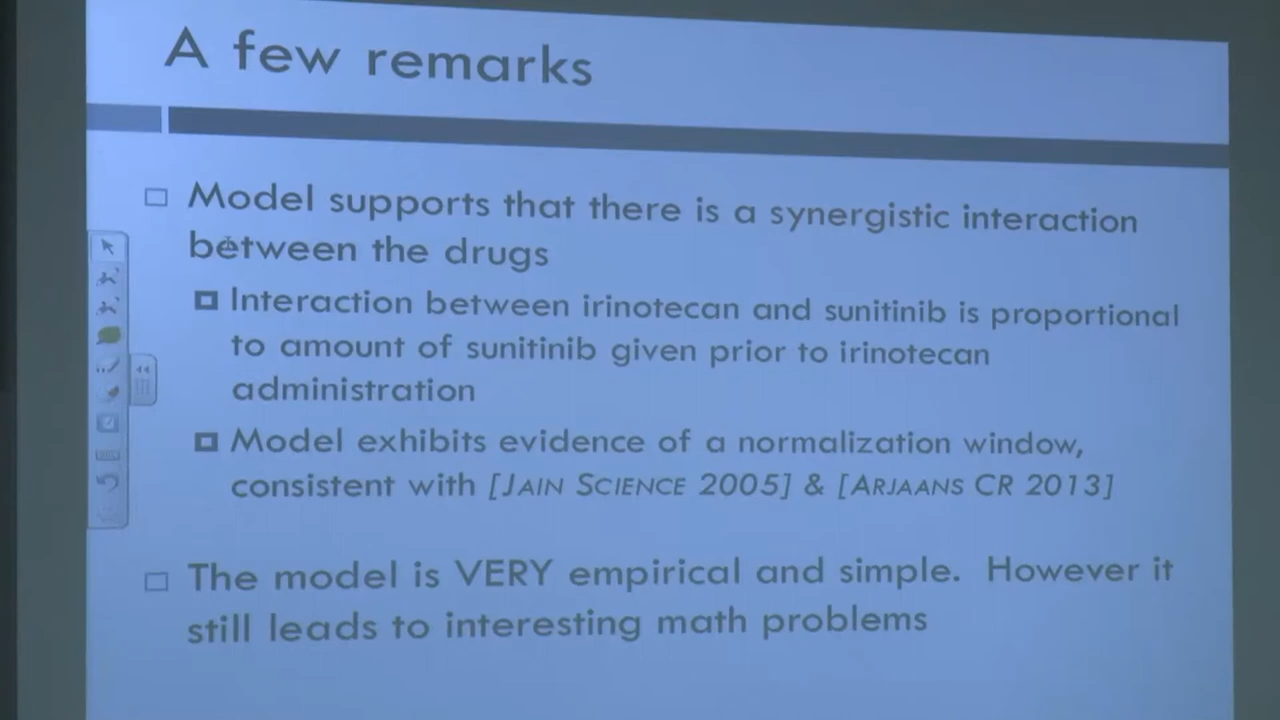 A few remarks
Model supports that there is a synergistic interaction
between the drugs
Interaction between irinotecan and sunitinib is proportional
to amount of sunitinib given prior to irinotecan
administration
Model exhibits evidence of a normalization window,
consistent with [JAIN SCIENCE 2005] & [ARJAANS CR 2013]
The model is VERY empirical and simple. However it
still leads to interesting math problems